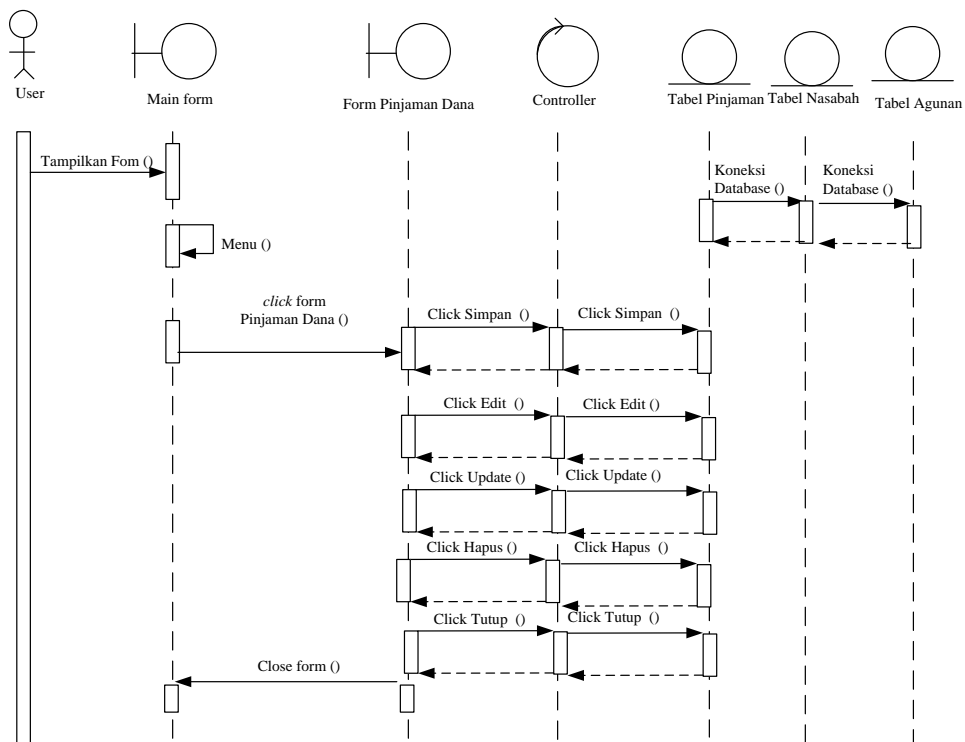 User
Main form
Form Pinjaman Dana
Controller
Tabel Pinjaman
Tabel Nasabah
Tabel Agunan
Tampilkan Fom ()
Koneksi
Database ()
Koneksi
Database ()
Menu ()
click form
Pinjaman Dana ()
Click Simpan ()
Click Simpan ()
Click Edit ()
Click Edit ()
Click Update ()
Click Update ()
Click Hapus ()
Click Hapus ()
Click Tutup ()
Click Tutup ()
Close form ()